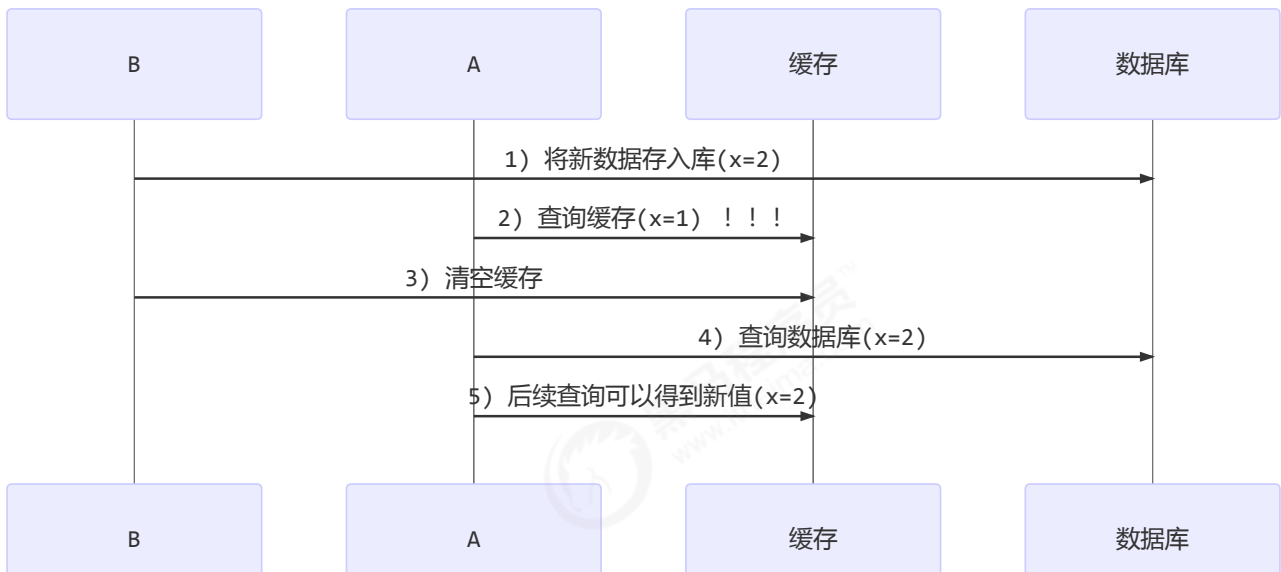 B A 缓存 数据库
1) 将新数据存入库(x=2)
2) 查询缓存(x=1) ！！！
3) 清空缓存
4) 查询数据库(x=2)
5) 后续查询可以得到新值(x=2)
B A 缓存 数据库